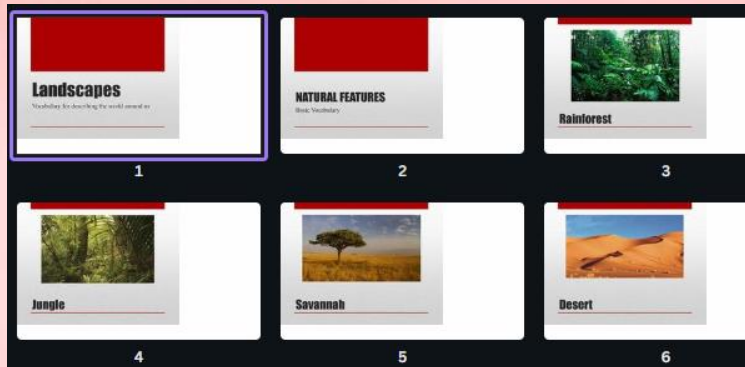 Landscapes
Vocabulary for describing the world around us
1
NATURAL FEATURES
Basic Vocabulary
2
Rainforest
3
Jungle
4
Savannah
5
Desert
6